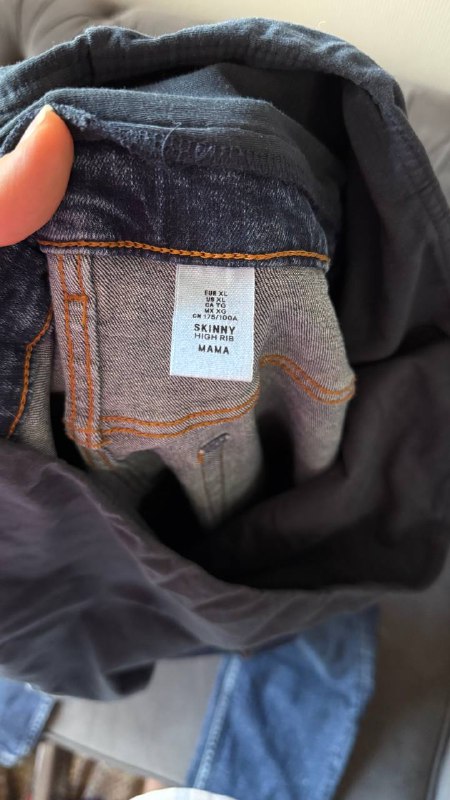 EUR XL
US XL
CA TG
MX XG
CN 175/100A
SKINNY
HIGH RIB
MAMA